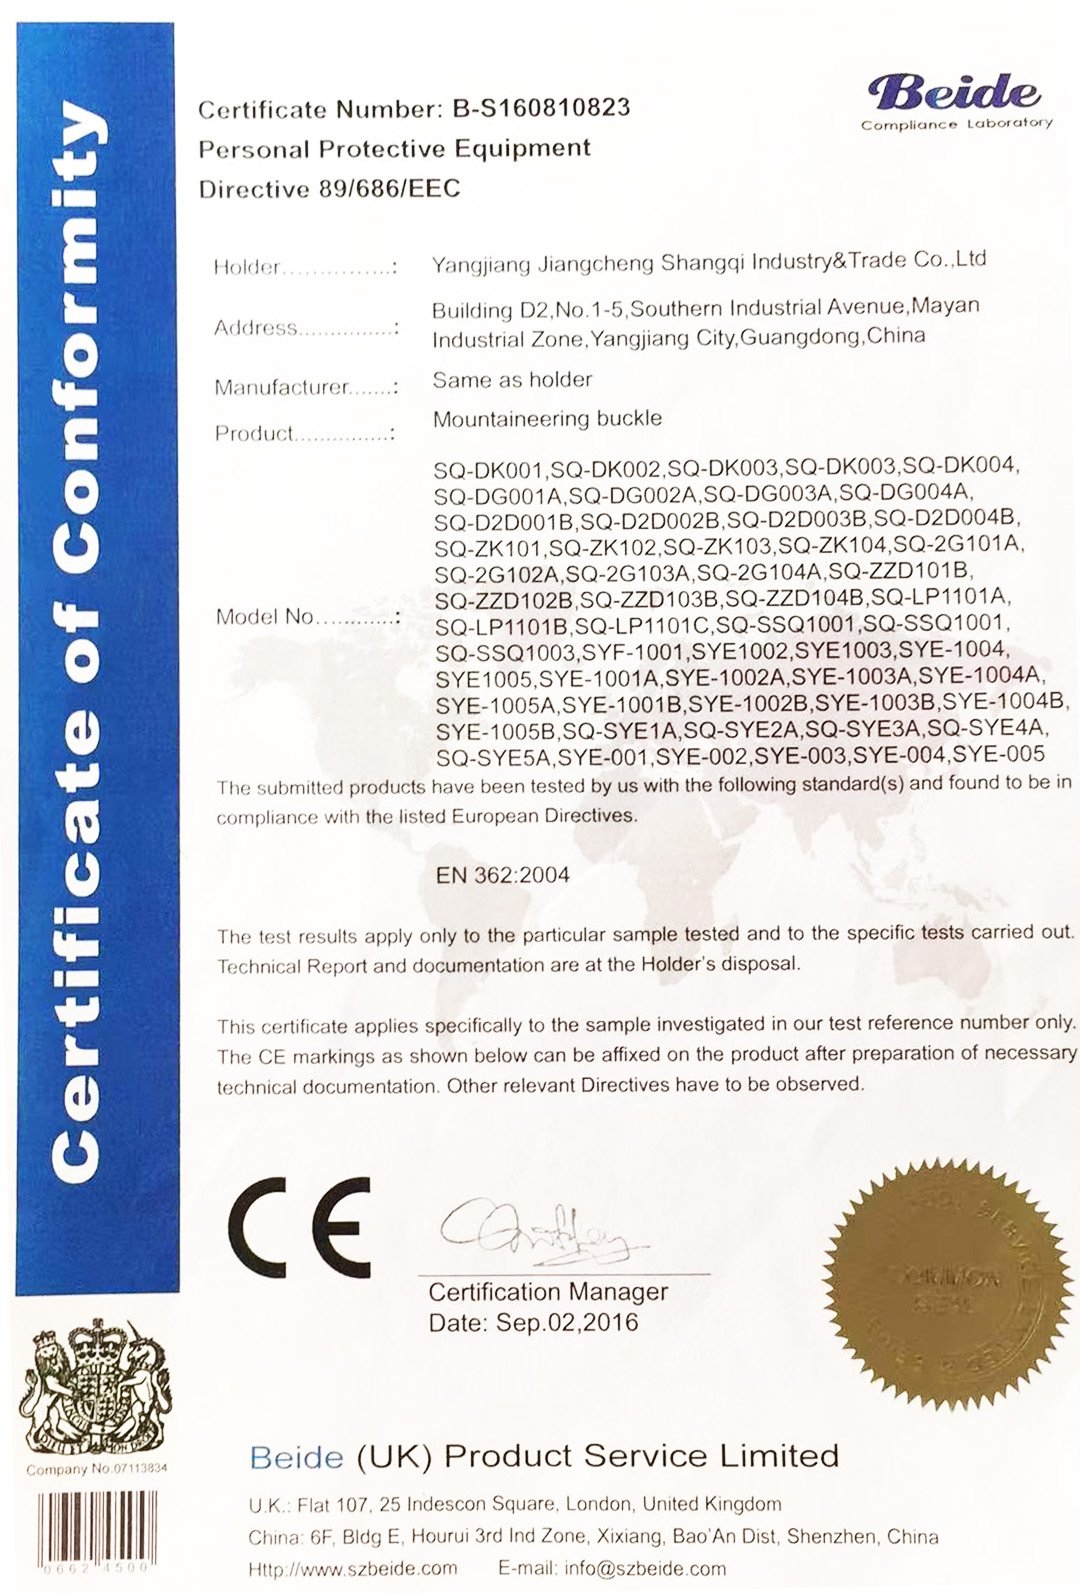 Certificate of Conformity
Beide
Compliance Laboratory
Certificate Number: B-S160810823
Personal Protective Equipment
Directive 89/686/EEC
Holder................: Yangjiang Jiangcheng Shangqi Industry&Trade Co.,Ltd
Address..............: Building D2,No.1-5,Southern Industrial Avenue,Mayan
Industrial Zone,Yangjiang City,Guangdong,China
Manufacturer.......: Same as holder
Product...............: Mountaineering buckle
Model No............:
SQ-DK001,SQ-DK002,SQ-DK003,SQ-DK003,SQ-DK004,
SQ-DG001A,SQ-DG002A,SQ-DG003A,SQ-DG004A,
SQ-D2D001B,SQ-D2D002B,SQ-D2D003B,SQ-D2D004B,
SQ-ZK101,SQ-ZK102,SQ-ZK103,SQ-ZK104,SQ-2G101A,
SQ-2G102A,SQ-2G103A,SQ-2G104A,SQ-ZZD101B,
SQ-ZZD102B,SQ-ZZD103B,SQ-ZZD104B,SQ-LP1101A,
SQ-LP1101B,SQ-LP1101C,SQ-SSQ1001,SQ-SSQ1001,
SQ-SSQ1003,SYF-1001,SYE1002,SYE1003,SYE-1004,
SYE1005,SYE-1001A,SYE-1002A,SYE-1003A,SYE-1004A,
SYE-1005A,SYE-1001B,SYE-1002B,SYE-1003B,SYE-1004B,
SYE-1005B,SQ-SYE1A,SQ-SYE2A,SQ-SYE3A,SQ-SYE4A,
SQ-SYE5A,SYE-001,SYE-002,SYE-003,SYE-004,SYE-005
The submitted products have been tested by us with the following standard(s) and found to be in
compliance with the listed European Directives.
EN 362:2004
The test results apply only to the particular sample tested and to the specific tests carried out.
Technical Report and documentation are at the Holder's disposal.
This certificate applies specifically to the sample investigated in our test reference number only.
The CE markings as shown below can be affixed on the product after preparation of necessary
technical documentation. Other relevant Directives have to be observed.
CE
Certification Manager
Date: Sep.02,2016
Company No.07113834
0662 4500
Beide (UK) Product Service Limited
U.K.: Flat 107, 25 Indescon Square, London, United Kingdom
China: 6F, Bldg E, Hourui 3rd Ind Zone, Xixiang, Bao'An Dist, Shenzhen, China
Http://www.szbeide.com E-mail: info@szbeide.com